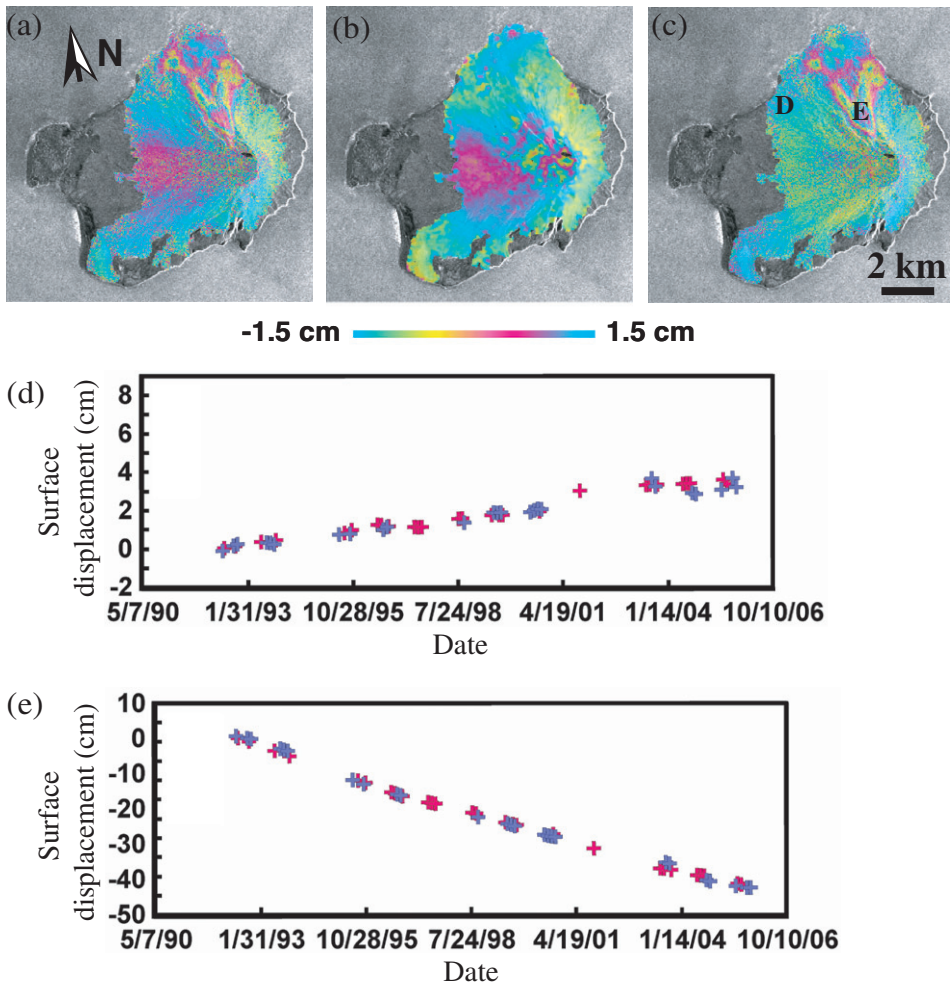 (a)
N
(b)
(c)
D
E
2 km
-1.5 cm
1.5 cm
(d)
Surface
displacement (cm)
8
6
4
2
0
-2
5/7/90 1/31/93 10/28/95 7/24/98 4/19/01 1/14/04 10/10/06
Date
(e)
Surface
displacement (cm)
10
0
-10
-20
-30
-40
-50
5/7/90 1/31/93 10/28/95 7/24/98 4/19/01 1/14/04 10/10/06
Date